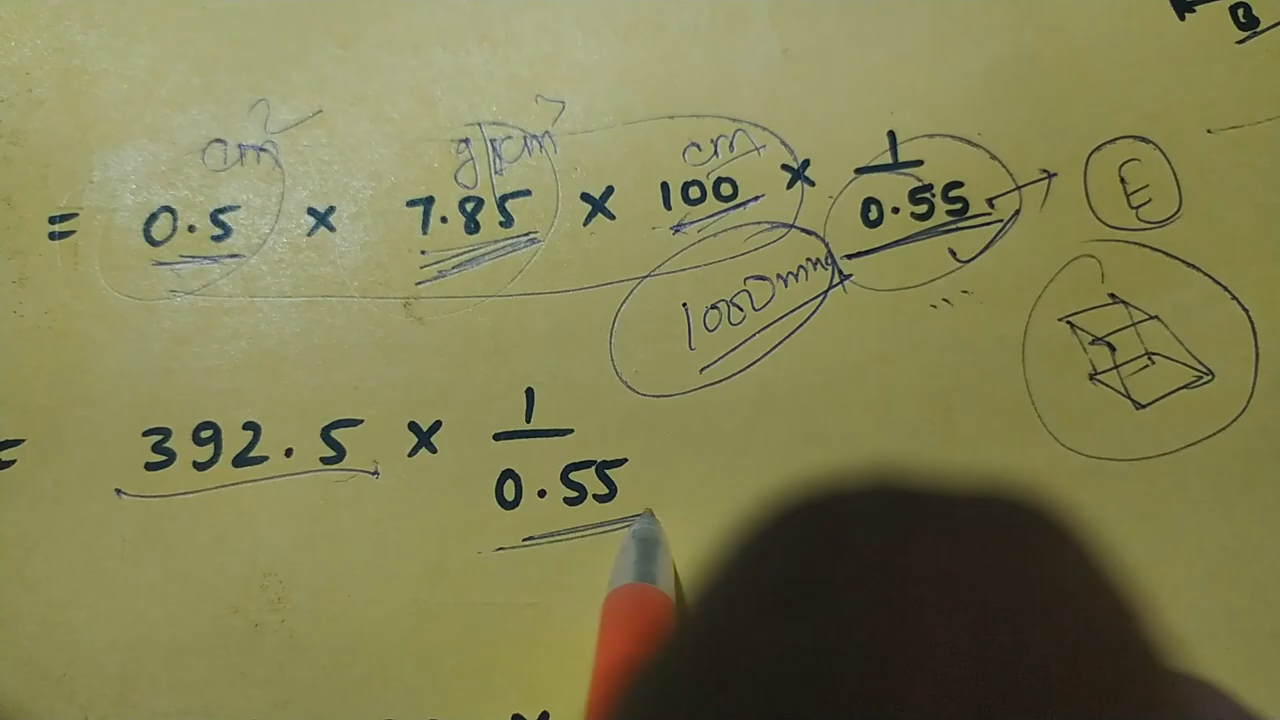 B
cm² g/cm³ cm
= 0.5 × 7.85 × 100 × 1/0.55 → E
1000mm
= 392.5 × 1/0.55